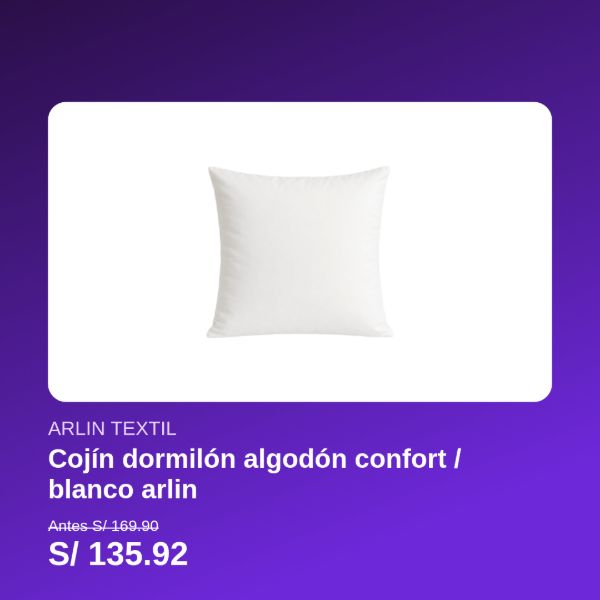 ARLIN TEXTIL
Cojín dormilón algodón confort /
blanco arlin
Antes S/ 169.90
S/ 135.92